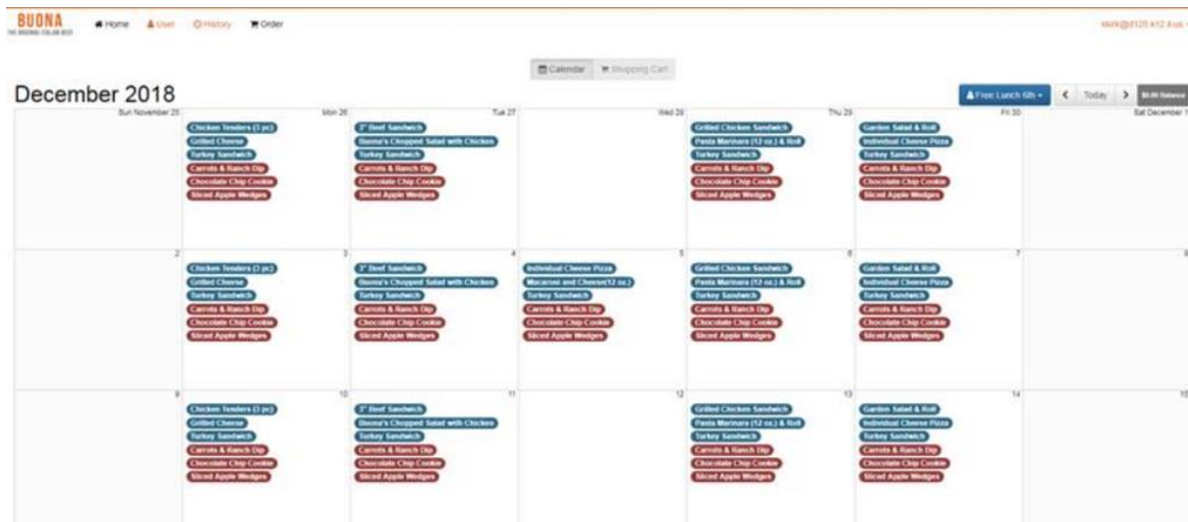 BUONA
THE ORIGINAL ITALIAN BEEF
Home User History Order
Calendar Shopping Cart
December 2018
Free Lunch 6th
Today
$0.00 Balance
Sun November 25
Mon 26
Tue 27
Wed 28
Thu 29
Fri 30
Sat December 1
Chicken Tenders (3 pc)
Grilled Cheese
Turkey Sandwich
Carrots & Ranch Dip
Chocolate Chip Cookie
Sliced Apple Wedges
3" Beef Sandwich
Buona's Chopped Salad with Chicken
Turkey Sandwich
Carrots & Ranch Dip
Chocolate Chip Cookie
Sliced Apple Wedges
Grilled Chicken Sandwich
Pasta Marinara (12 oz.) & Roll
Turkey Sandwich
Carrots & Ranch Dip
Chocolate Chip Cookie
Sliced Apple Wedges
Garden Salad & Roll
Individual Cheese Pizza
Turkey Sandwich
Carrots & Ranch Dip
Chocolate Chip Cookie
Sliced Apple Wedges
2
3
4
5
6
7
8
Chicken Tenders (3 pc)
Grilled Cheese
Turkey Sandwich
Carrots & Ranch Dip
Chocolate Chip Cookie
Sliced Apple Wedges
3" Beef Sandwich
Buona's Chopped Salad with Chicken
Turkey Sandwich
Carrots & Ranch Dip
Chocolate Chip Cookie
Sliced Apple Wedges
Individual Cheese Pizza
Macaroni and Cheese(12 oz.)
Turkey Sandwich
Carrots & Ranch Dip
Chocolate Chip Cookie
Sliced Apple Wedges
Grilled Chicken Sandwich
Pasta Marinara (12 oz.) & Roll
Turkey Sandwich
Carrots & Ranch Dip
Chocolate Chip Cookie
Sliced Apple Wedges
Garden Salad & Roll
Individual Cheese Pizza
Turkey Sandwich
Carrots & Ranch Dip
Chocolate Chip Cookie
Sliced Apple Wedges
9
10
11
12
13
14
15
Chicken Tenders (3 pc)
Grilled Cheese
Turkey Sandwich
Carrots & Ranch Dip
Chocolate Chip Cookie
Sliced Apple Wedges
3" Beef Sandwich
Buona's Chopped Salad with Chicken
Turkey Sandwich
Carrots & Ranch Dip
Chocolate Chip Cookie
Sliced Apple Wedges
Grilled Chicken Sandwich
Pasta Marinara (12 oz.) & Roll
Turkey Sandwich
Carrots & Ranch Dip
Chocolate Chip Cookie
Sliced Apple Wedges
Garden Salad & Roll
Individual Cheese Pizza
Turkey Sandwich
Carrots & Ranch Dip
Chocolate Chip Cookie
Sliced Apple Wedges